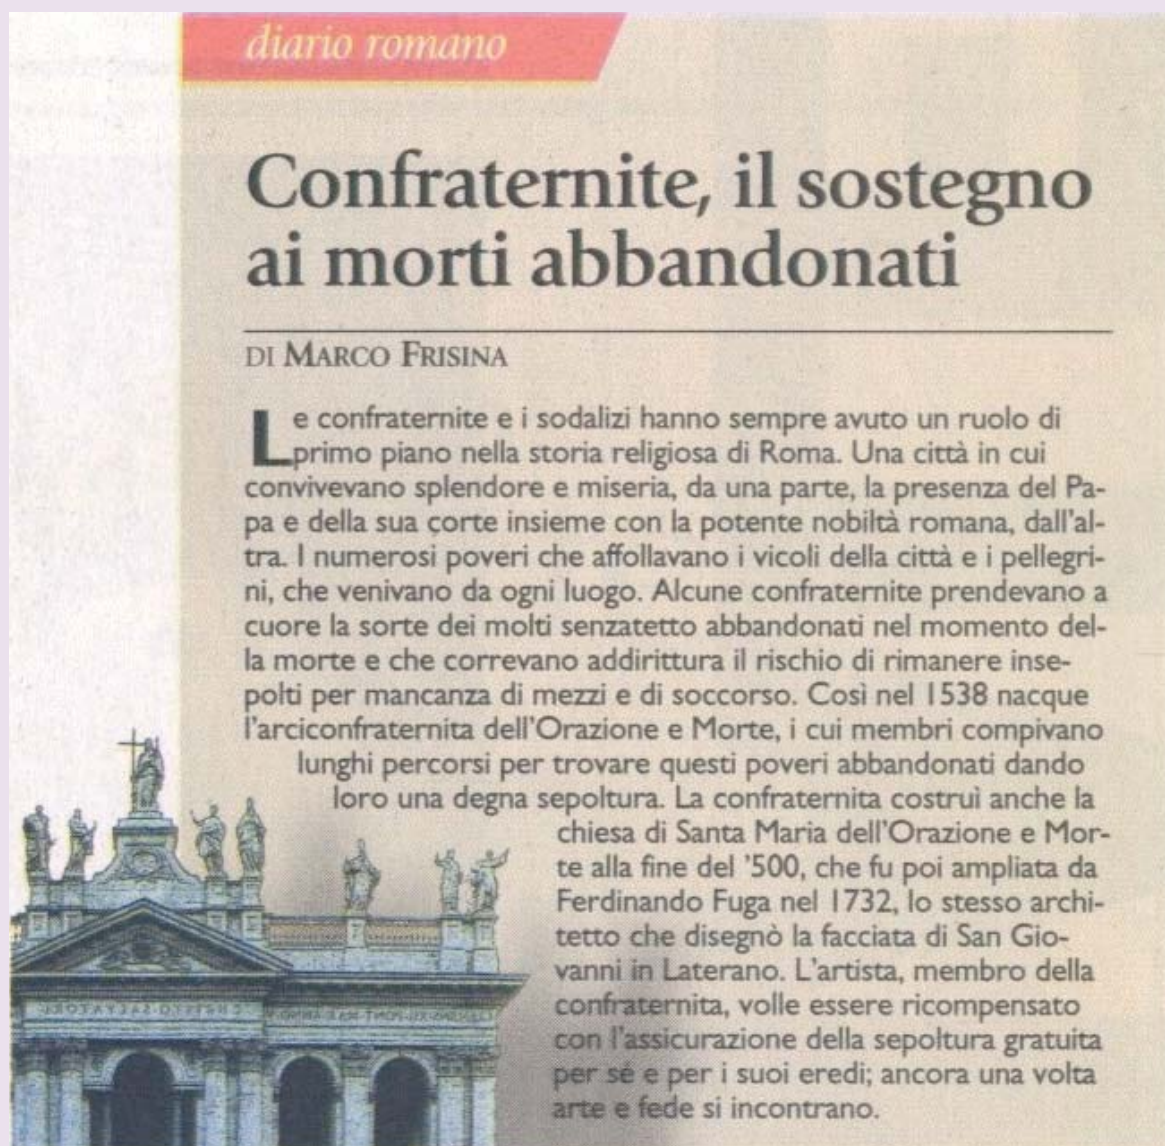 diario romano
Confraternite, il sostegno
ai morti abbandonati
DI MARCO FRISINA
Le confraternite e i sodalizi hanno sempre avuto un ruolo di
primo piano nella storia religiosa di Roma. Una città in cui
convivevano splendore e miseria, da una parte, la presenza del Pa-
pa e della sua corte insieme con la potente nobiltà romana, dall'al-
tra. I numerosi poveri che affollavano i vicoli della città e i pellegri-
ni, che venivano da ogni luogo. Alcune confraternite prendevano a
cuore la sorte dei molti senzatetto abbandonati nel momento del-
la morte e che correvano addirittura il rischio di rimanere inse-
polti per mancanza di mezzi e di soccorso. Così nel 1538 nacque
l'arciconfraternita dell'Orazione e Morte, i cui membri compivano
lunghi percorsi per trovare questi poveri abbandonati dando
loro una degna sepoltura. La confraternita costruì anche la
chiesa di Santa Maria dell'Orazione e Mor-
te alla fine del '500, che fu poi ampliata da
Ferdinando Fuga nel 1732, lo stesso archi-
tetto che disegnò la facciata di San Gio-
vanni in Laterano. L'artista, membro della
confraternita, volle essere ricompensato
con l'assicurazione della sepoltura gratuita
per sé e per i suoi eredi; ancora una volta
arte e fede si incontrano.